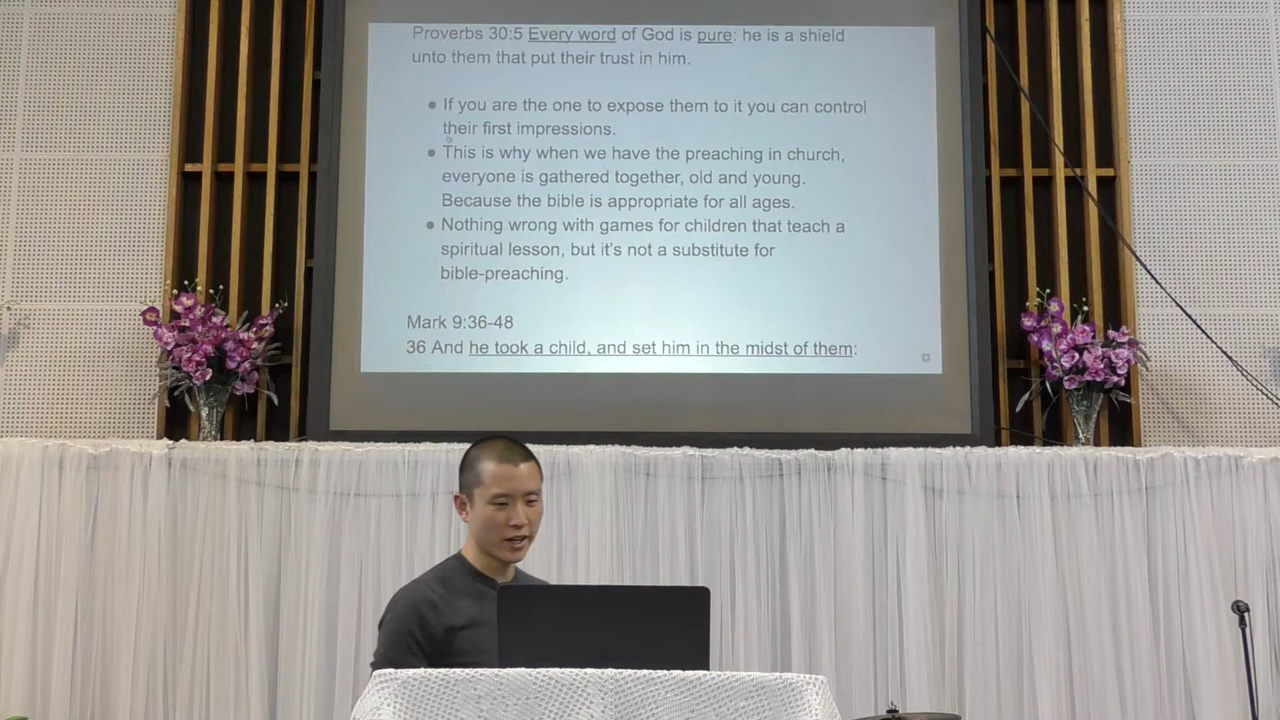 Proverbs 30:5 Every word of God is pure: he is a shield
unto them that put their trust in him.
● If you are the one to expose them to it you can control
their first impressions.
● This is why when we have the preaching in church,
everyone is gathered together, old and young.
Because the bible is appropriate for all ages.
● Nothing wrong with games for children that teach a
spiritual lesson, but it's not a substitute for
bible-preaching.
Mark 9:36-48
36 And he took a child, and set him in the midst of them: